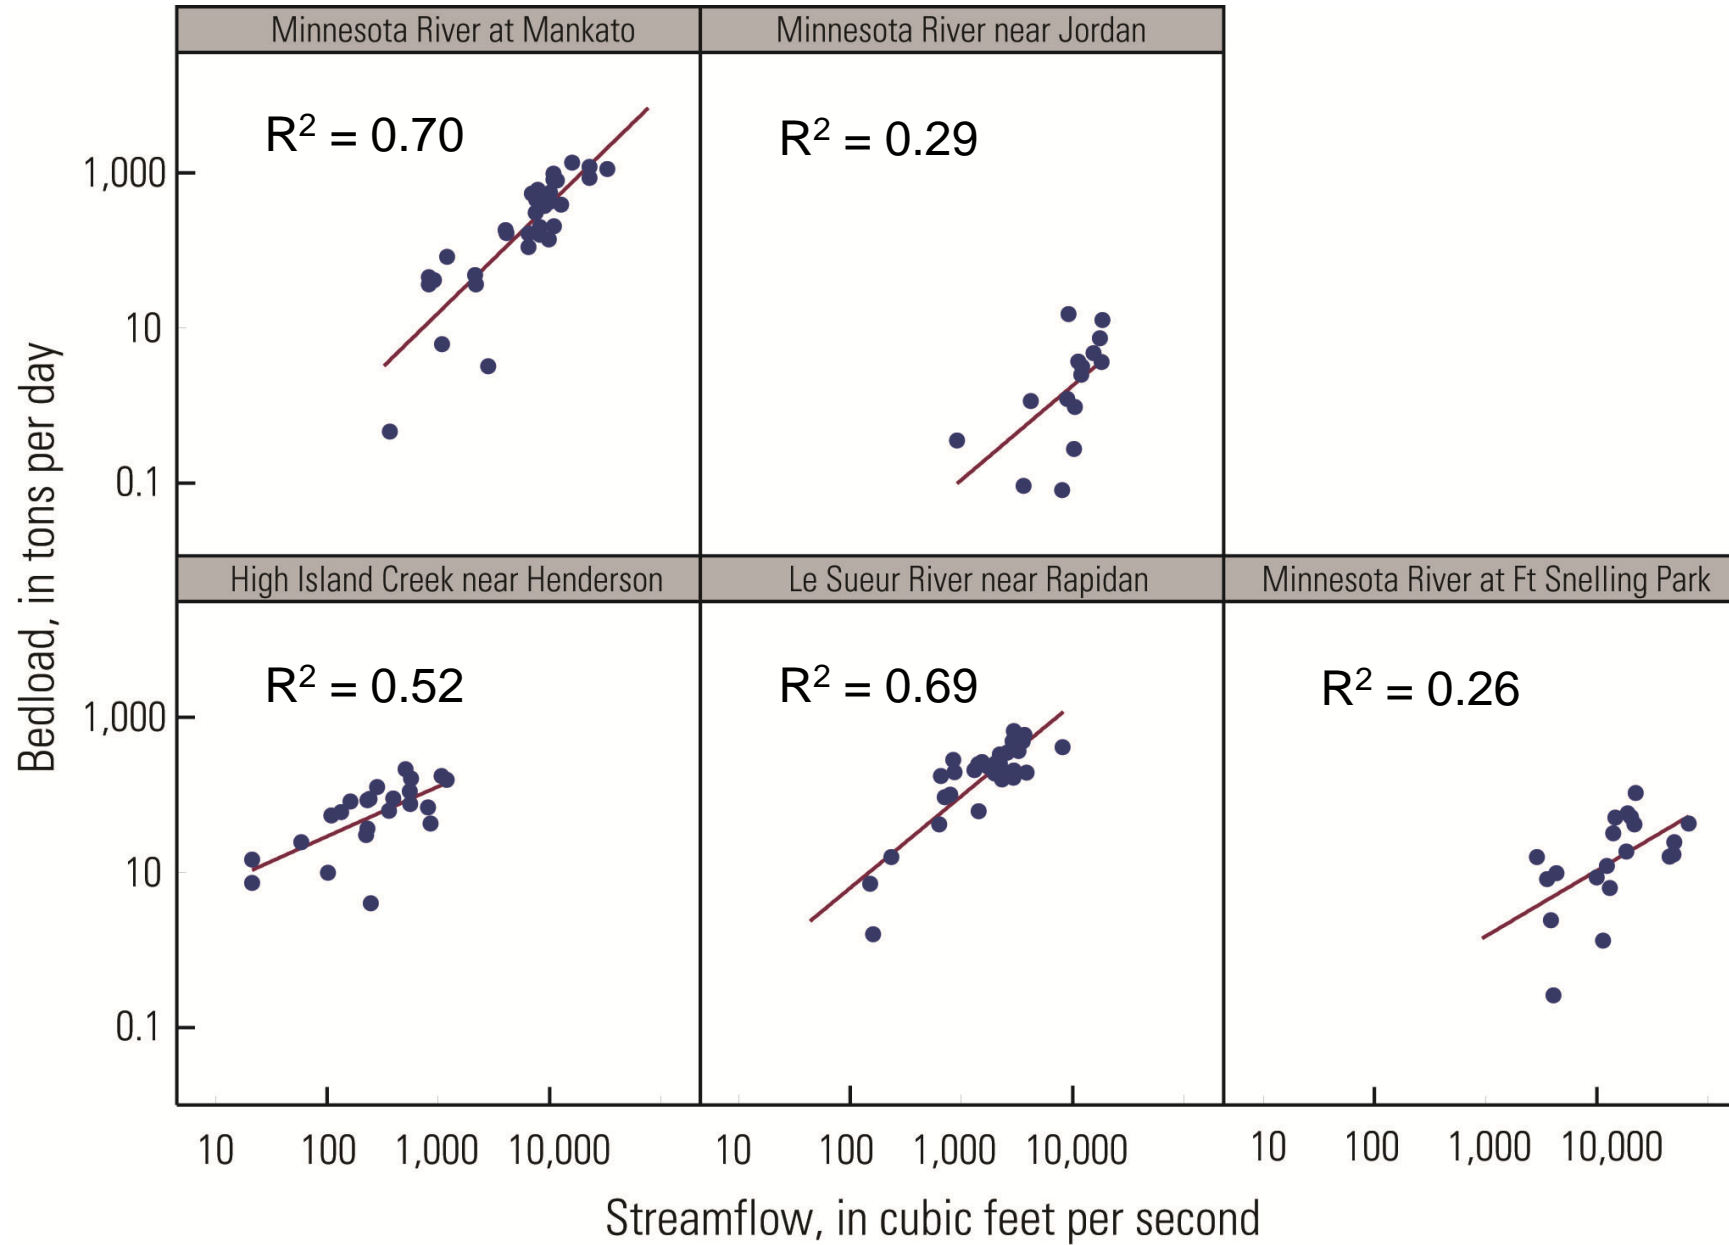 Minnesota River at Mankato
Minnesota River near Jordan
R² = 0.70
R² = 0.29
1,000
10
0.1
Bedload, in tons per day
High Island Creek near Henderson
Le Sueur River near Rapidan
Minnesota River at Ft Snelling Park
R² = 0.52
R² = 0.69
R² = 0.26
1,000
10
0.1
10 100 1,000 10,000
10 100 1,000 10,000
10 100 1,000 10,000
Streamflow, in cubic feet per second